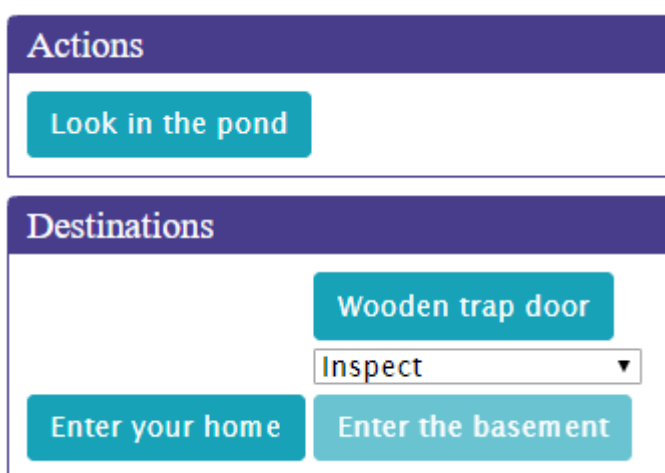 Actions
Look in the pond
Destinations
Wooden trap door
Inspect
Enter your home
Enter the basement